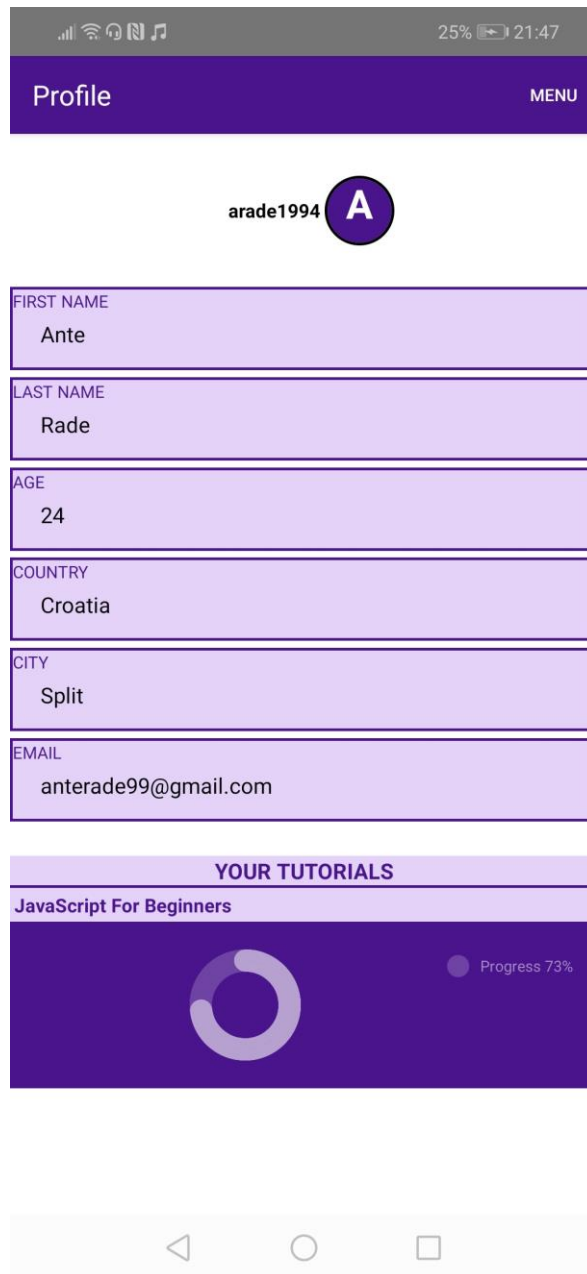 25% 21:47
Profile MENU
arade1994 A
FIRST NAME
Ante
LAST NAME
Rade
AGE
24
COUNTRY
Croatia
CITY
Split
EMAIL
anterade99@gmail.com
YOUR TUTORIALS
JavaScript For Beginners
Progress 73%